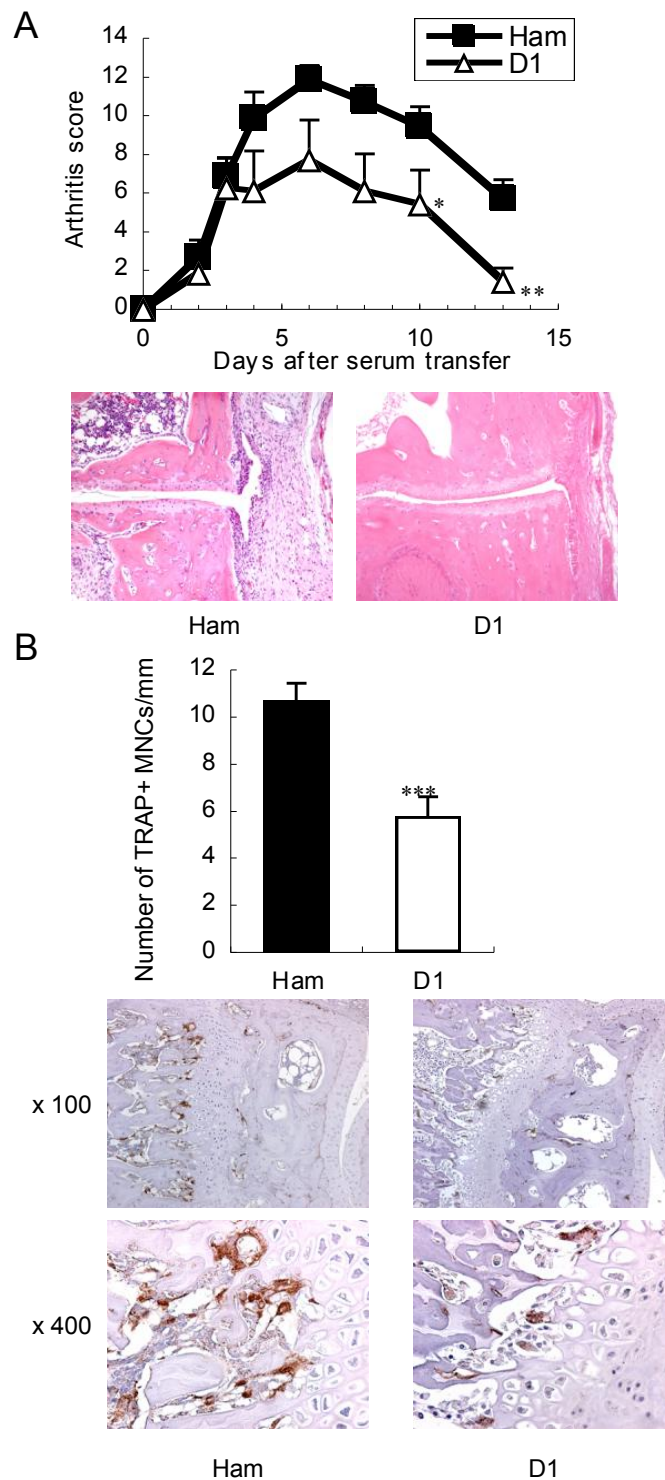 A
14
12
10
8
6
4
2
0
Arthritis score
Ham
D1
*
**
0 5 10 15
Days after serum transfer
Ham D1
B
12
10
8
6
4
2
0
Number of TRAP+ MNCs/mm
***
Ham D1
x 100
x 400
Ham D1